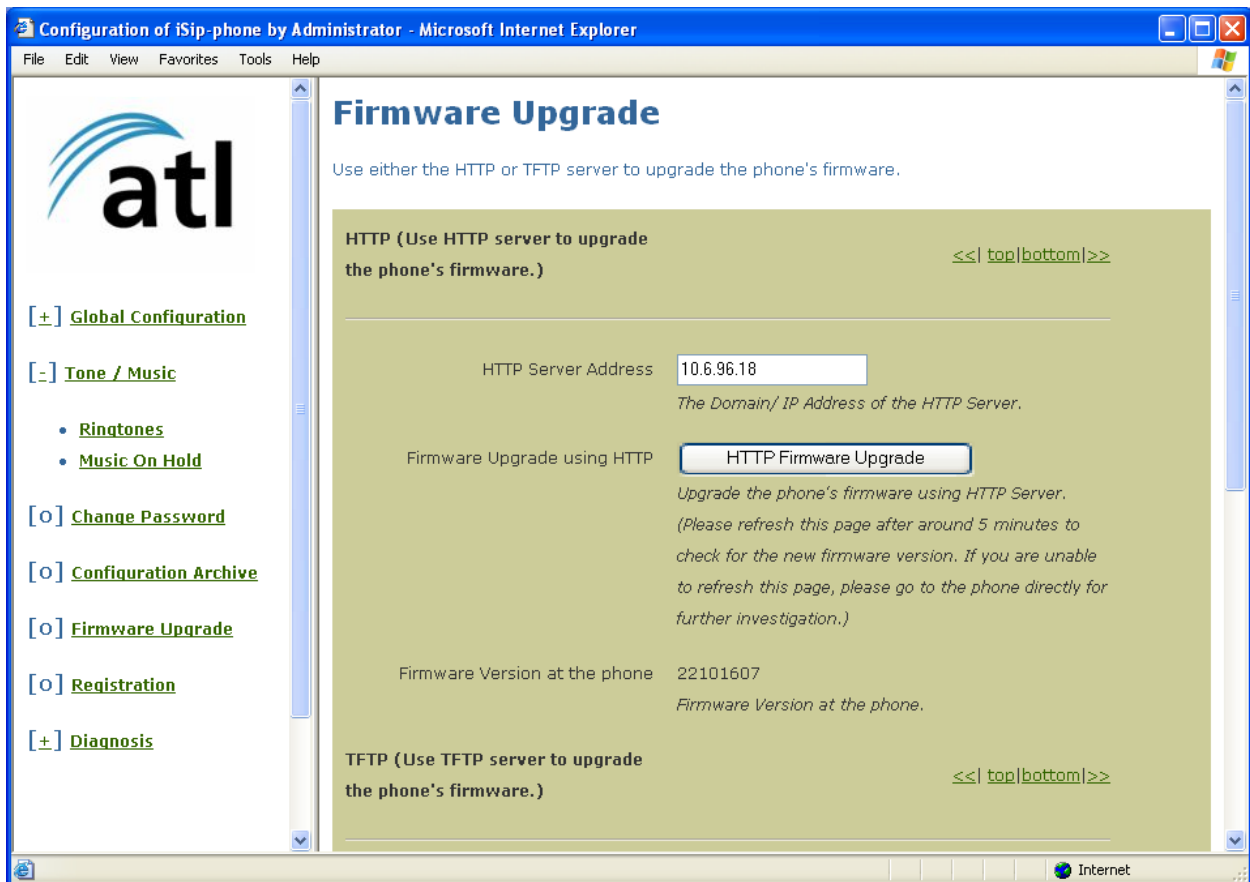 Configuration of iSip-phone by Administrator - Microsoft Internet Explorer
File Edit View Favorites Tools Help
atl
[+] Global Configuration
[-] Tone / Music
• Ringtones
• Music On Hold
[O] Change Password
[O] Configuration Archive
[O] Firmware Upgrade
[O] Registration
[+] Diagnosis
Firmware Upgrade
Use either the HTTP or TFTP server to upgrade the phone's firmware.
HTTP (Use HTTP server to upgrade
the phone's firmware.)
<<| top|bottom|>>
HTTP Server Address 10.6.96.18
The Domain/ IP Address of the HTTP Server.
Firmware Upgrade using HTTP HTTP Firmware Upgrade
Upgrade the phone's firmware using HTTP Server.
(Please refresh this page after around 5 minutes to
check for the new firmware version. If you are unable
to refresh this page, please go to the phone directly for
further investigation.)
Firmware Version at the phone 22101607
Firmware Version at the phone.
TFTP (Use TFTP server to upgrade
the phone's firmware.)
<<| top|bottom|>>
Internet